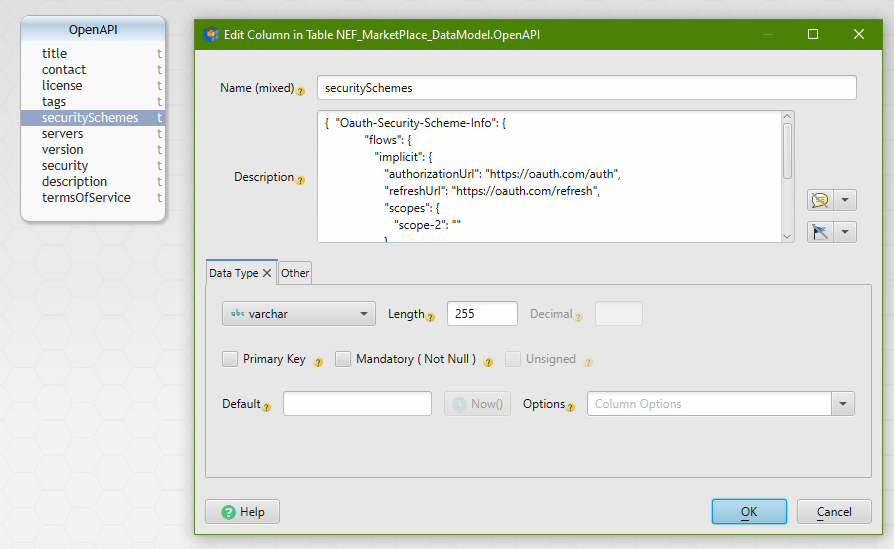 OpenAPI
title t
contact t
license t
tags t
securitySchemes t
servers t
version t
security t
description t
termsOfService t
Edit Column in Table NEF_MarketPlace_DataModel.OpenAPI
Name (mixed) ?
securitySchemes
Description ?
{ "Oauth-Security-Scheme-Info": {
"flows": {
"implicit": {
"authorizationUrl": "https://oauth.com/auth",
"refreshUrl": "https://oauth.com/refresh",
"scopes": {
"scope-2": ""
}
Data Type Other
abc varchar Length ? 255 Decimal ?
Primary Key ? Mandatory ( Not Null ) ? Unsigned ?
Default ? Now() Options ? Column Options
? Help OK Cancel